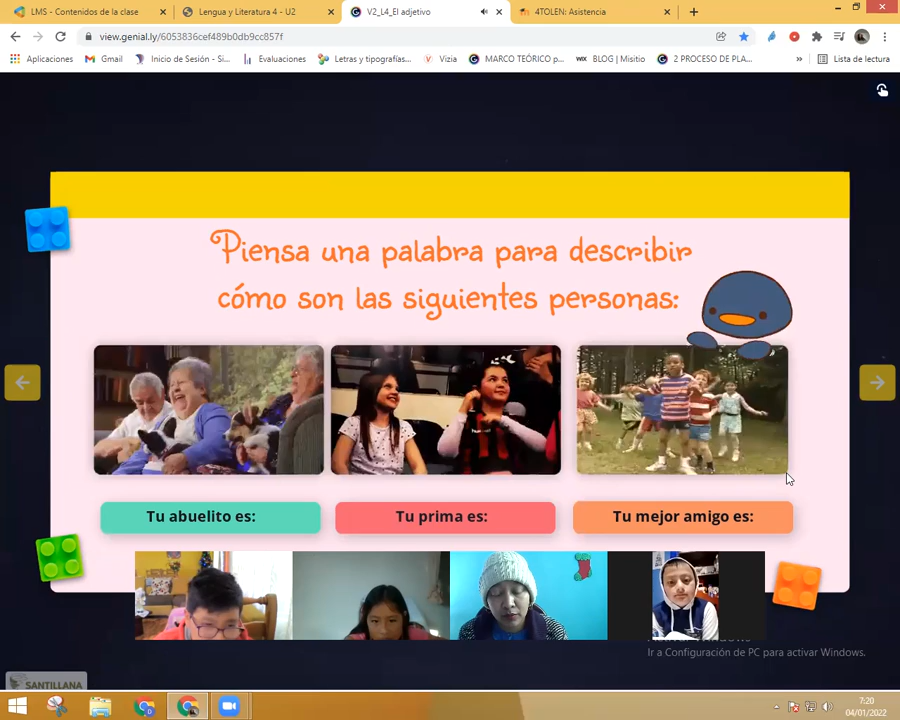 LMS - Contenidos de la clase
Lengua y Literatura 4 - U2
V2_L4_El adjetivo
4TOLEN: Asistencia
view.genial.ly/6053836cef489b0db9cc857f
Aplicaciones
Gmail
Inicio de Sesión - Si...
Evaluaciones
Letras y tipografías...
Vizia
MARCO TEÓRICO p...
WIX BLOG | Misitio
2 PROCESO DE PLA...
»
Lista de lectura
Piensa una palabra para describir
cómo son las siguientes personas:
Tu abuelito es:
Tu prima es:
Tu mejor amigo es:
Ir a Configuración de PC para activar Windows.
SANTILLANA
7:20
04/01/2022